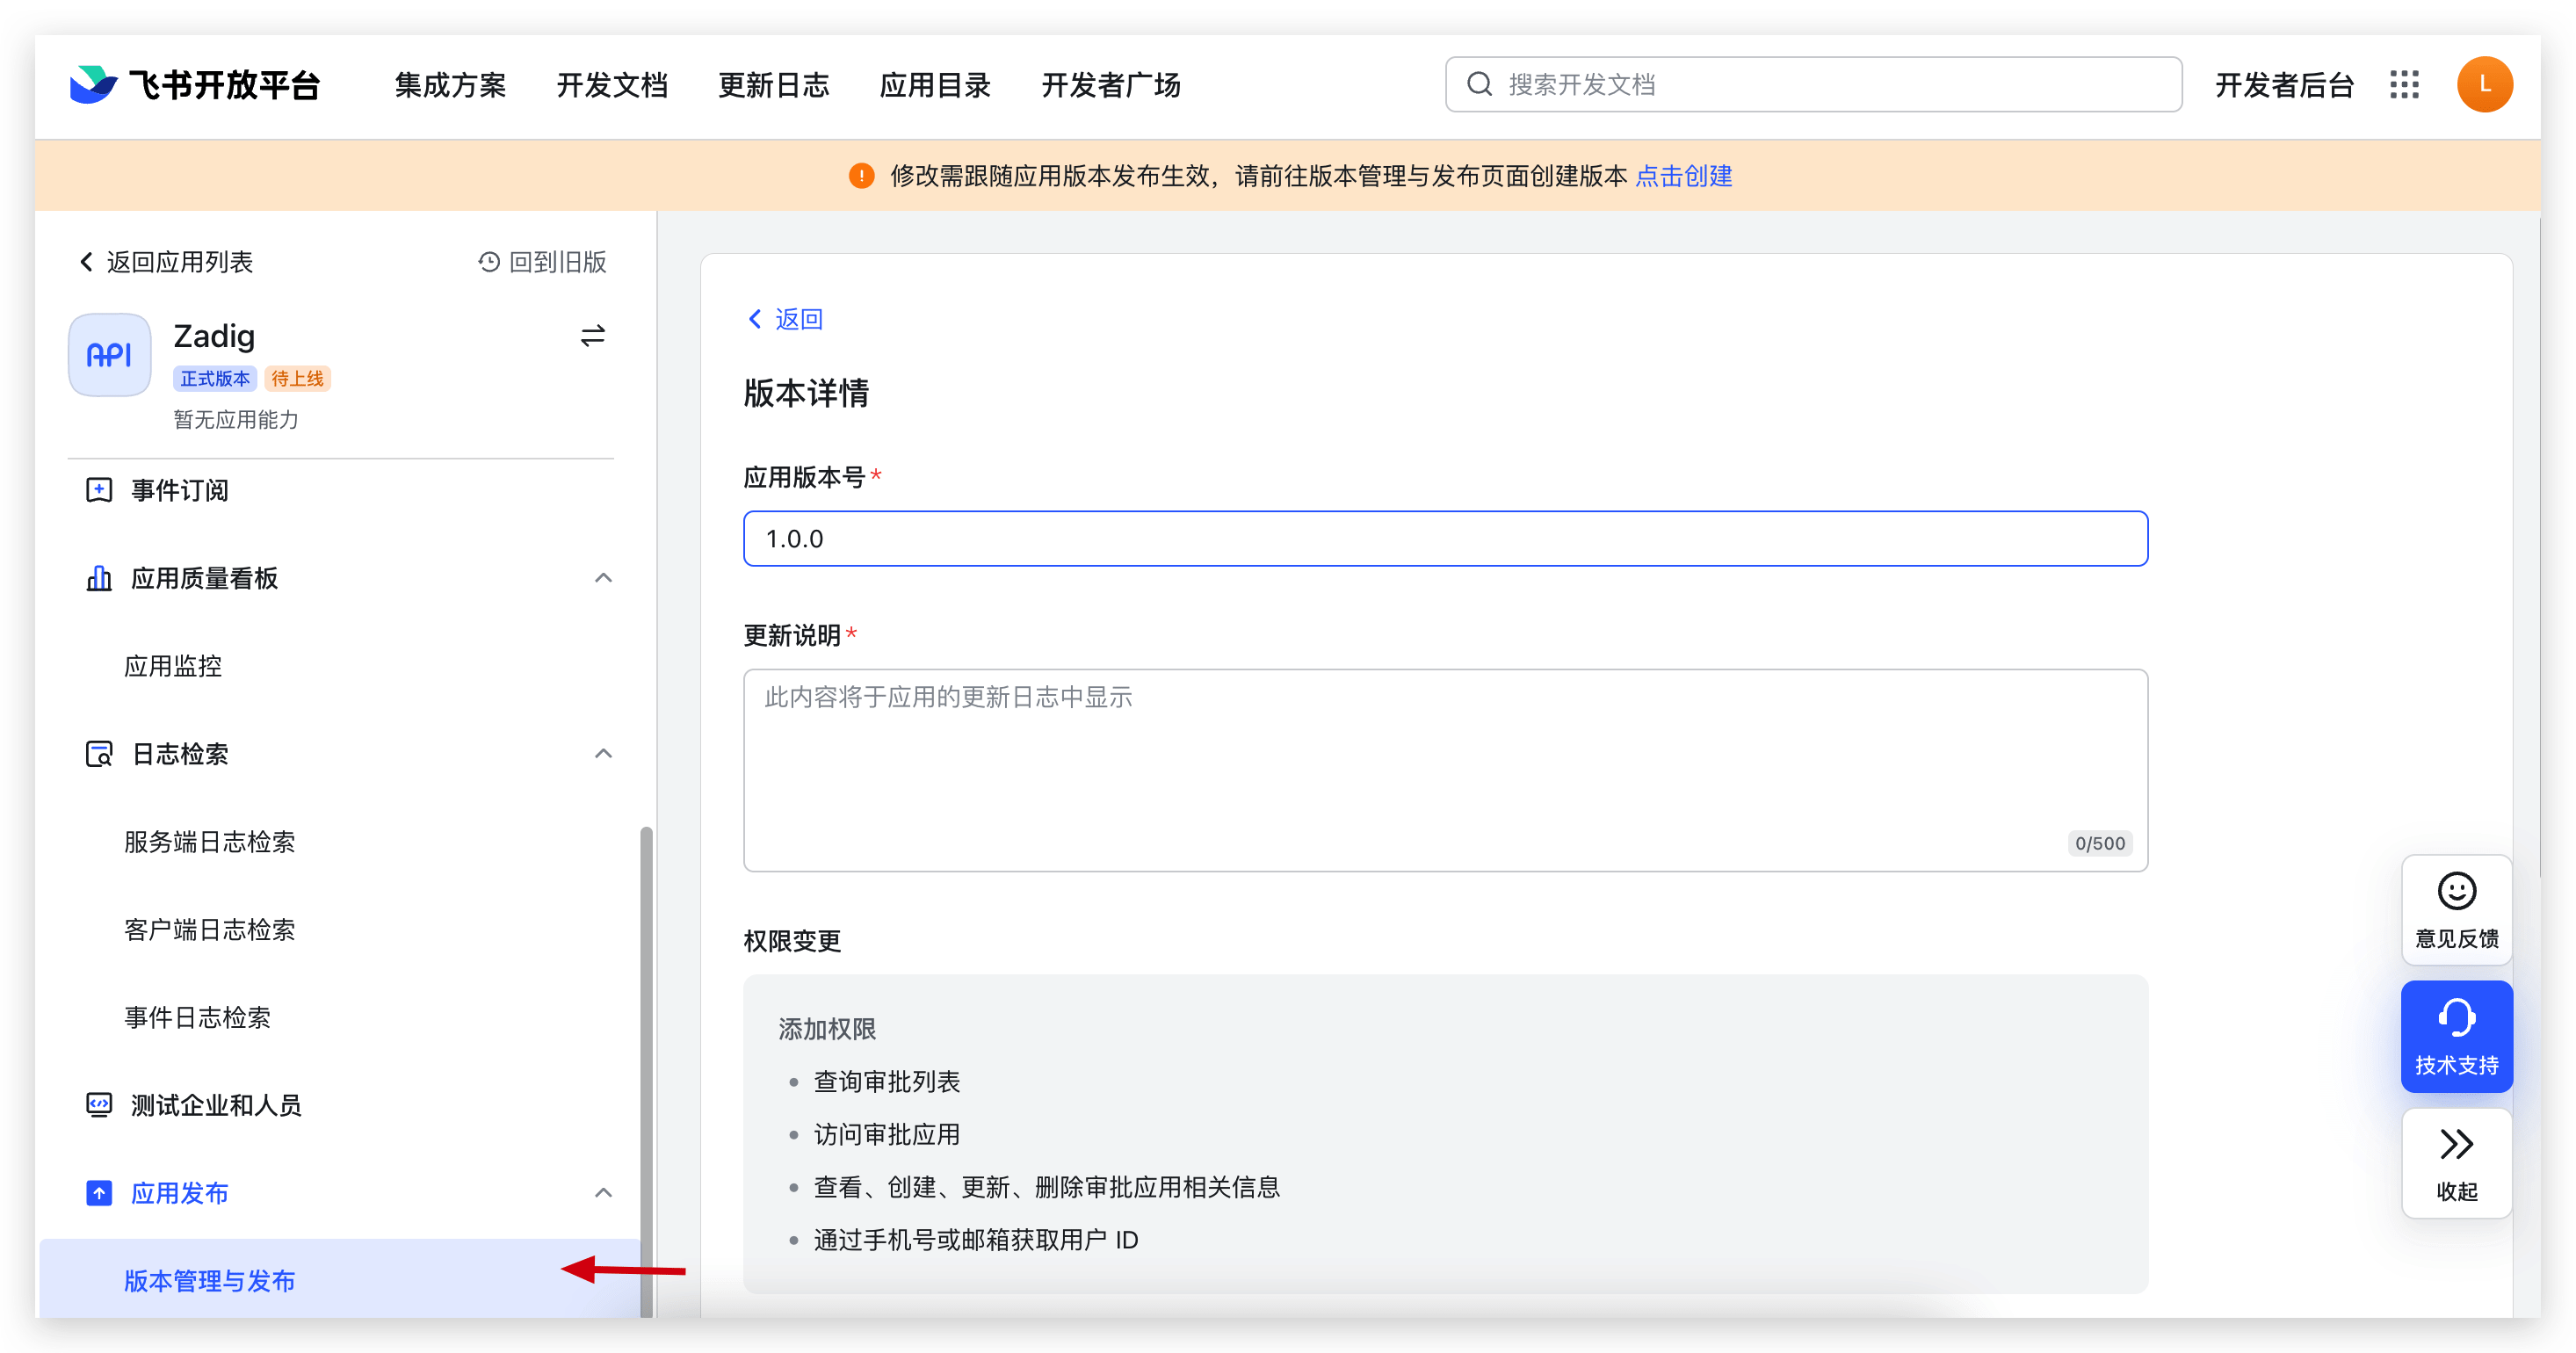 飞书开放平台 集成方案 开发文档 更新日志 应用目录 开发者广场 搜索开发文档 开发者后台 L
修改需跟随应用版本发布生效，请前往版本管理与发布页面创建版本 点击创建
返回应用列表 回到旧版
API
Zadig
正式版本 待上线
暂无应用能力
事件订阅
应用质量看板
应用监控
日志检索
服务端日志检索
客户端日志检索
事件日志检索
测试企业和人员
应用发布
版本管理与发布
返回
版本详情
应用版本号*
1.0.0
更新说明*
此内容将于应用的更新日志中显示
0/500
权限变更
添加权限
• 查询审批列表
• 访问审批应用
• 查看、创建、更新、删除审批应用相关信息
• 通过手机号或邮箱获取用户 ID
意见反馈
技术支持
收起